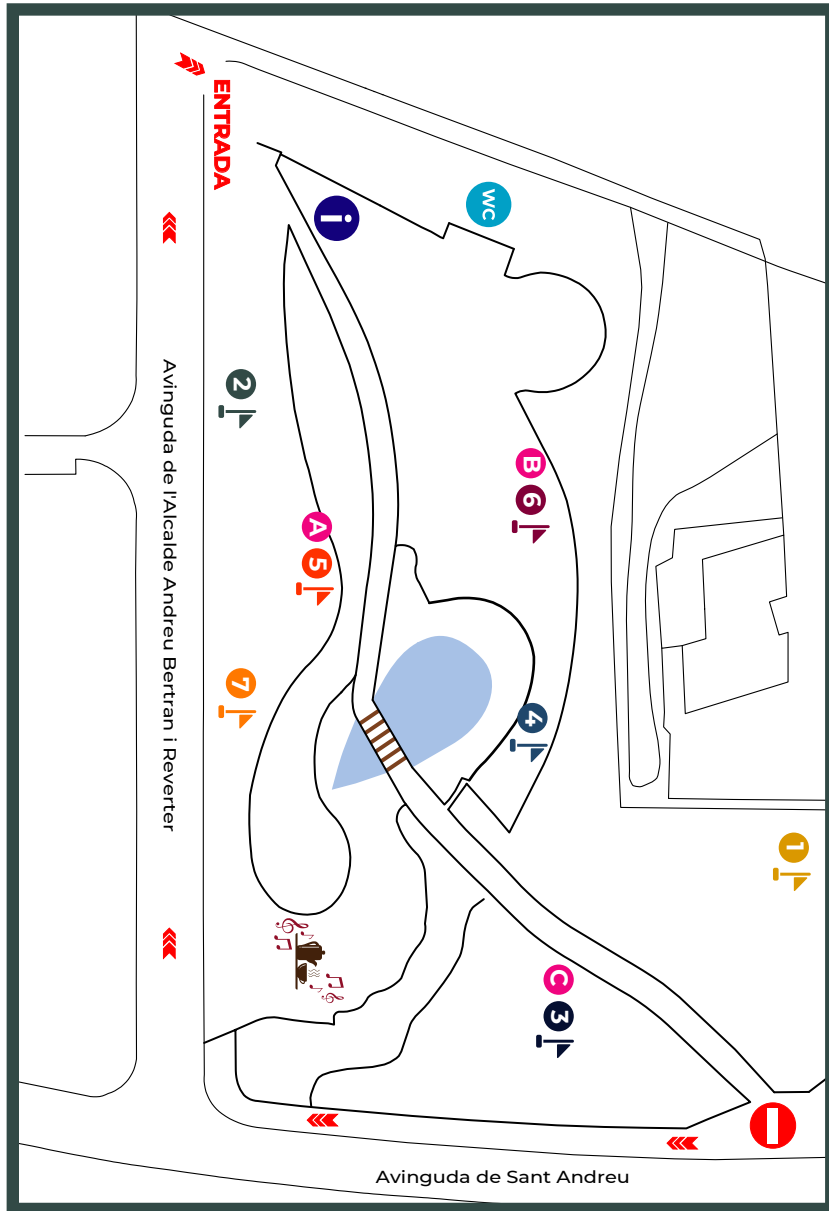 ENTRADA
i
WC
2
Avinguda de l'Alcalde Andreu Bertran i Reverter
B
6
A
5
7
4
1
C
3
Avinguda de Sant Andreu